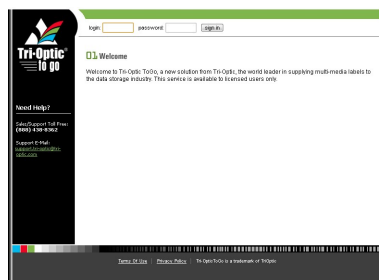 login: password: sign in
Tri·Optic®
to go
01 Welcome
Welcome to Tri-Optic ToGo, a new solution from Tri-Optic, the world leader in supplying multi-media labels to
the data storage industry. This service is available to licensed users only.
Need Help?
Sales/Support Toll Free:
(888) 438-8362
Support E-Mail:
support.tri-optic@tri-
optic.com
Terms Of Use | Privacy Policy | Tri-OpticToGo is a trademark of TriOptic